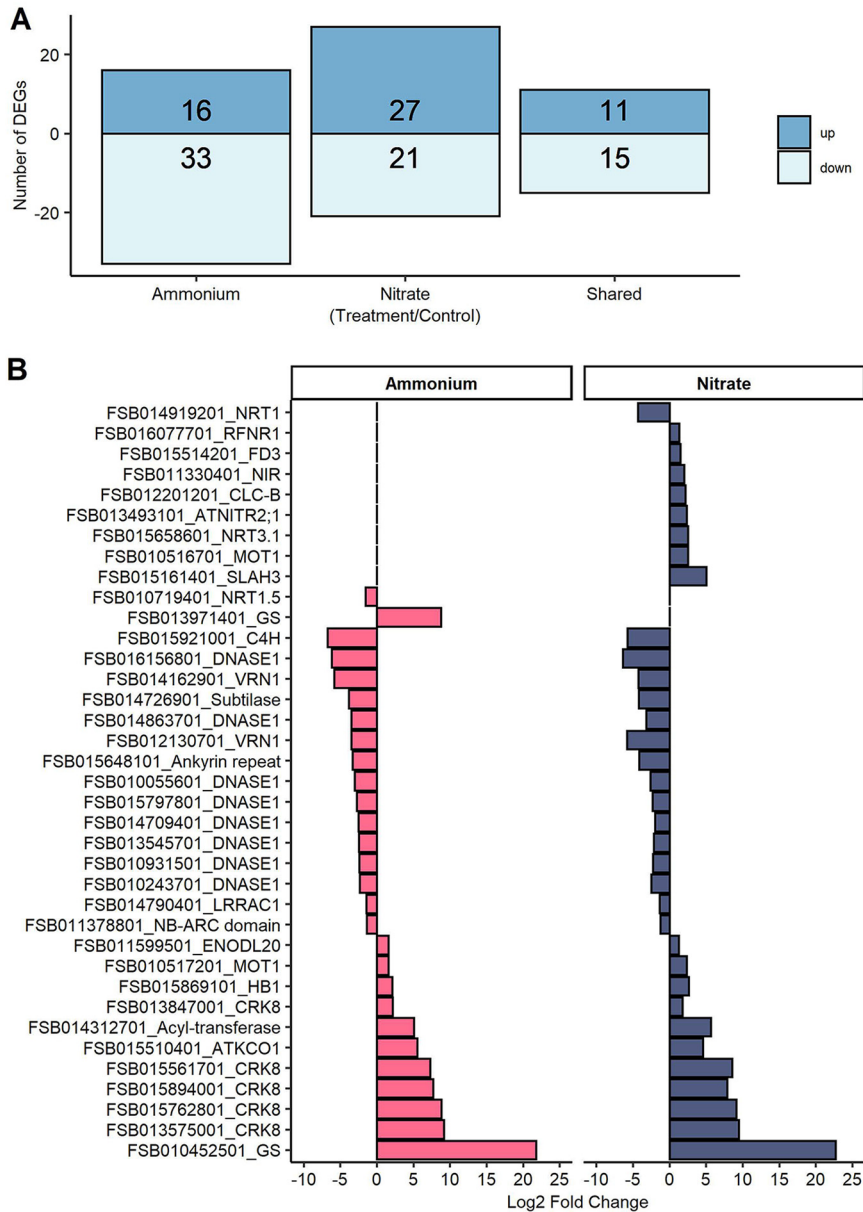 A
Number of DEGs
20
0
-20
16
33
27
21
11
15
up
down
Ammonium
Nitrate
(Treatment/Control)
Shared
B
Ammonium
Nitrate
FSB014919201_NRT1
FSB016077701_RFNR1
FSB015514201_FD3
FSB011330401_NIR
FSB012201201_CLC-B
FSB013493101_ATNITR2;1
FSB015658601_NRT3.1
FSB010516701_MOT1
FSB015161401_SLAH3
FSB010719401_NRT1.5
FSB013971401_GS
FSB015921001_C4H
FSB016156801_DNASE1
FSB014162901_VRN1
FSB014726901_Subtilase
FSB014863701_DNASE1
FSB012130701_VRN1
FSB015648101_Ankyrin repeat
FSB010055601_DNASE1
FSB015797801_DNASE1
FSB014709401_DNASE1
FSB013545701_DNASE1
FSB010931501_DNASE1
FSB010243701_DNASE1
FSB014790401_LRRAC1
FSB011378801_NB-ARC domain
FSB011599501_ENODL20
FSB010517201_MOT1
FSB015869101_HB1
FSB013847001_CRK8
FSB014312701_Acyl-transferase
FSB015510401_ATKCO1
FSB015561701_CRK8
FSB015894001_CRK8
FSB015762801_CRK8
FSB013575001_CRK8
FSB010452501_GS
-10 -5 0 5 10 15 20 25
-10 -5 0 5 10 15 20 25
Log2 Fold Change